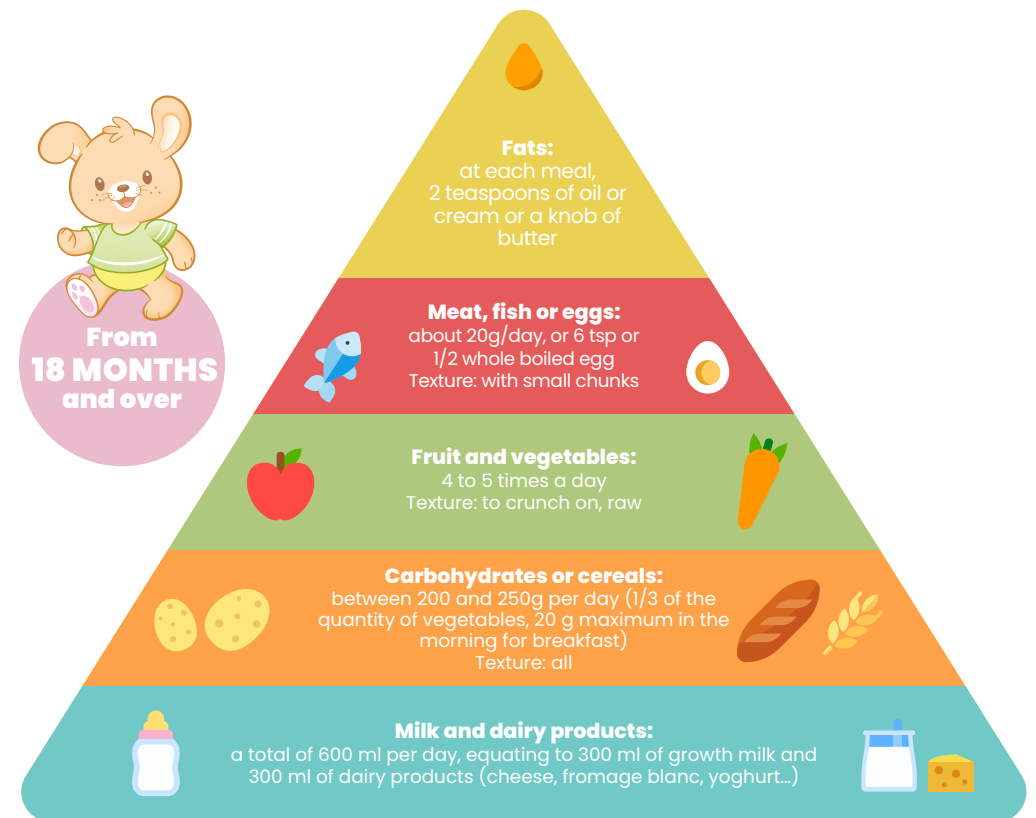 Fats:
at each meal,
2 teaspoons of oil or
cream or a knob of
butter
Meat, fish or eggs:
about 20g/day, or 6 tsp or
1/2 whole boiled egg
Texture: with small chunks
From
18 MONTHS
and over
Fruit and vegetables:
4 to 5 times a day
Texture: to crunch on, raw
Carbohydrates or cereals:
between 200 and 250g per day (1/3 of the
quantity of vegetables, 20 g maximum in the
morning for breakfast)
Texture: all
Milk and dairy products:
a total of 600 ml per day, equating to 300 ml of growth milk and
300 ml of dairy products (cheese, fromage blanc, yoghurt...)